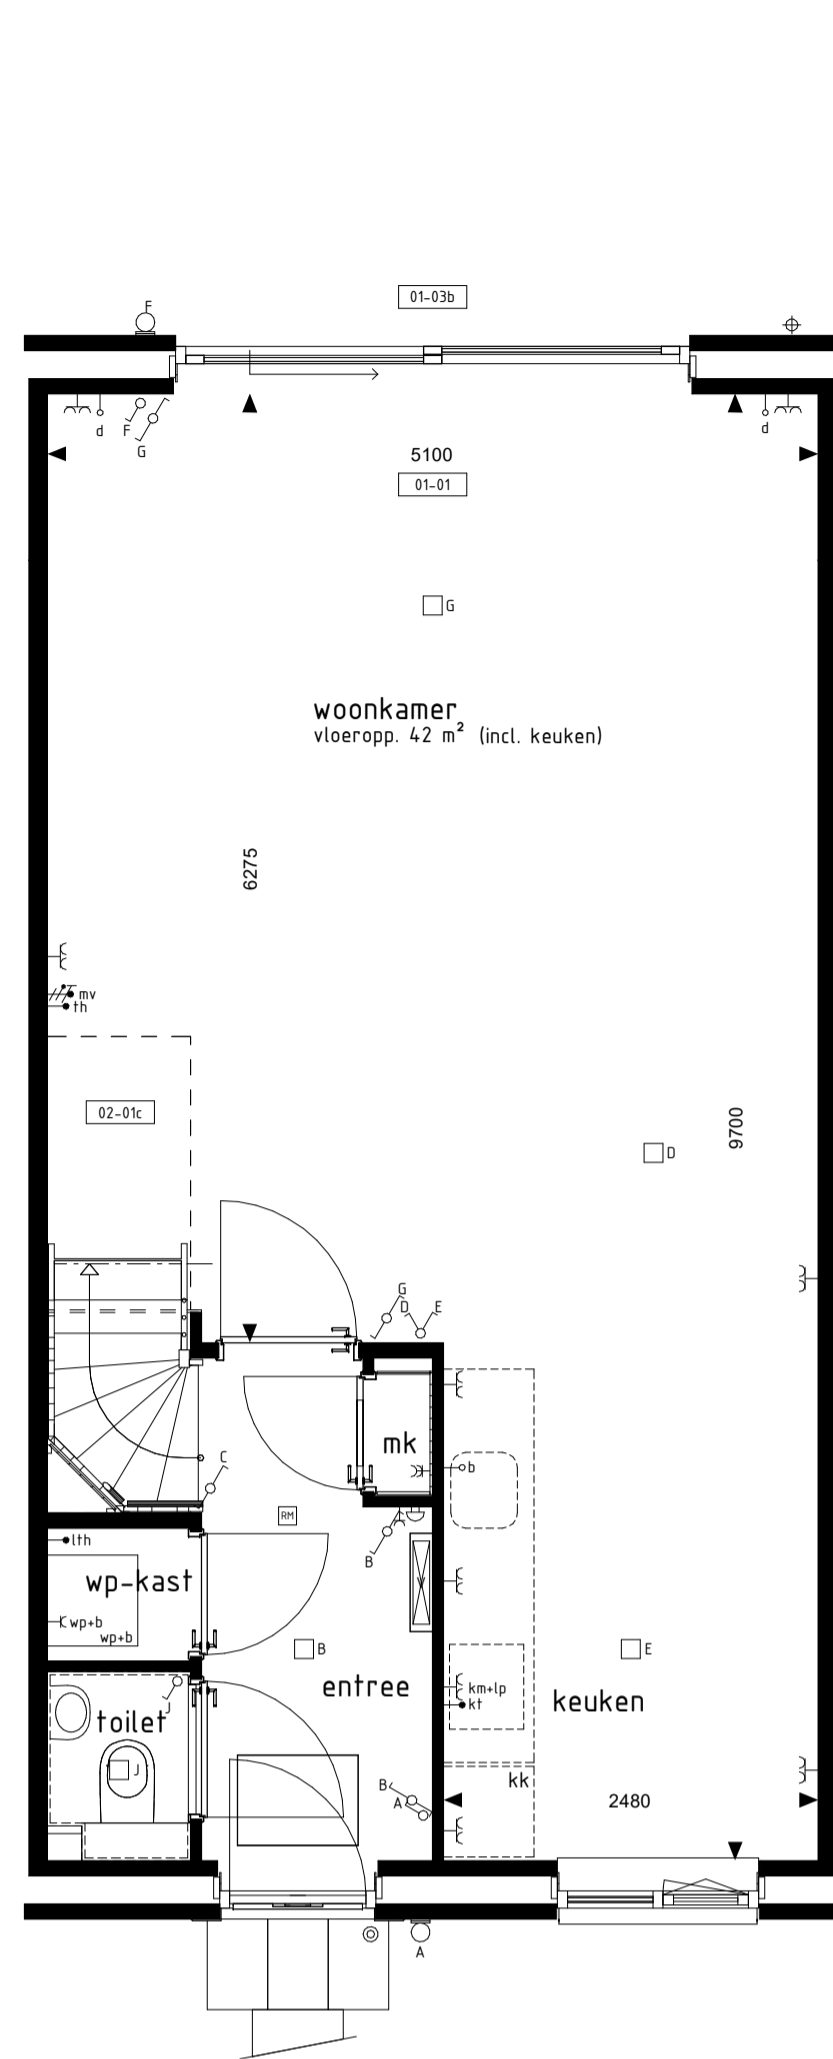 01-03b
F
d
F
G
d
5100
01-01
G
woonkamer
vloeropp. 42 m² (incl. keuken)
6275
mv
th
02-01c
9700
D
G
D
E
mk
C
b
RM
B
lth
wp-kast
wp+b
wp+b
B
E
entree
km+lp
kt
keuken
J
toilet
J
kk
B
A
2480
A